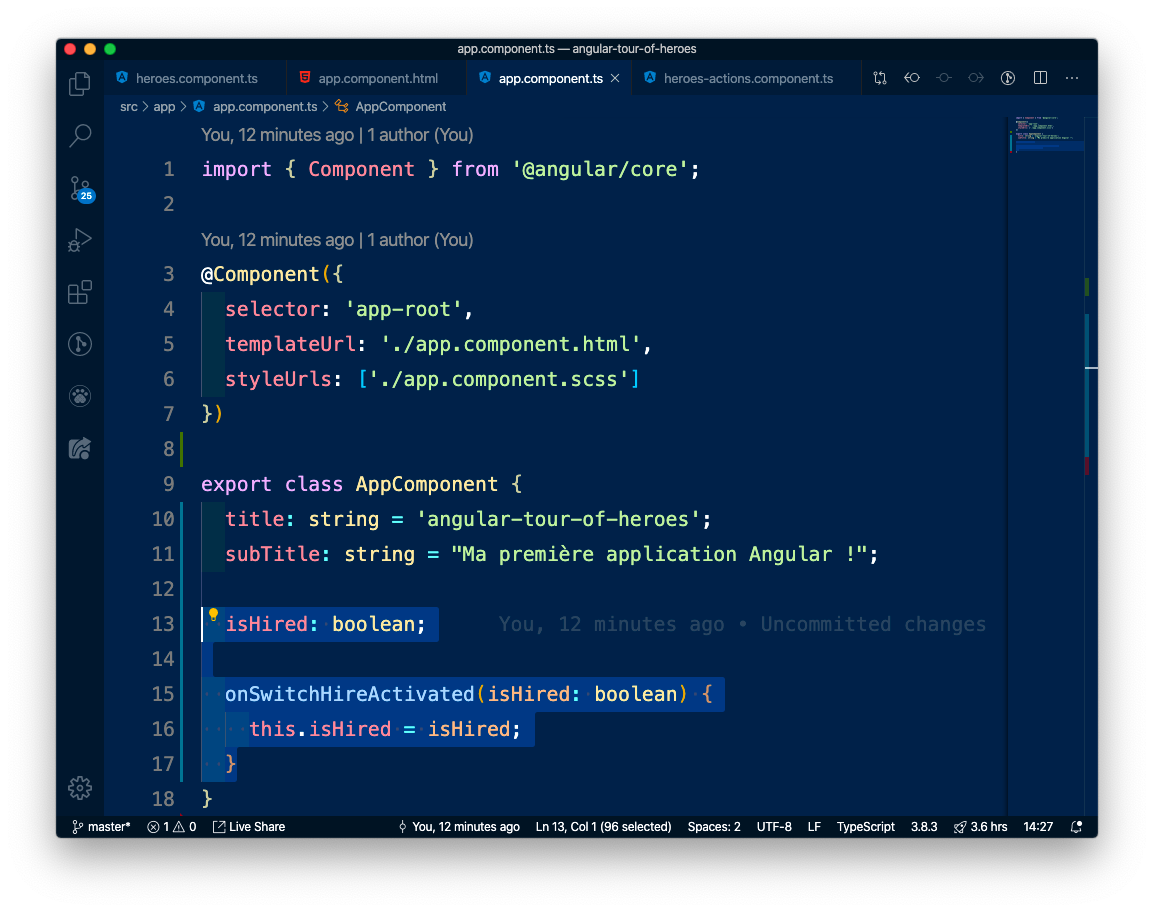 app.component.ts — angular-tour-of-heroes
heroes.component.ts
app.component.html
app.component.ts
heroes-actions.component.ts
src > app > app.component.ts > AppComponent
You, 12 minutes ago | 1 author (You)
1 import { Component } from '@angular/core';
2
You, 12 minutes ago | 1 author (You)
3 @Component({
4 selector: 'app-root',
5 templateUrl: './app.component.html',
6 styleUrls: ['./app.component.scss']
7 })
8
9 export class AppComponent {
10 title: string = 'angular-tour-of-heroes';
11 subTitle: string = "Ma première application Angular !";
12
13 isHired: boolean; You, 12 minutes ago • Uncommitted changes
14
15 onSwitchHireActivated(isHired: boolean) {
16 this.isHired = isHired;
17 }
18 }
25
master* 1 0 Live Share You, 12 minutes ago Ln 13, Col 1 (96 selected) Spaces: 2 UTF-8 LF TypeScript 3.8.3 3.6 hrs 14:27